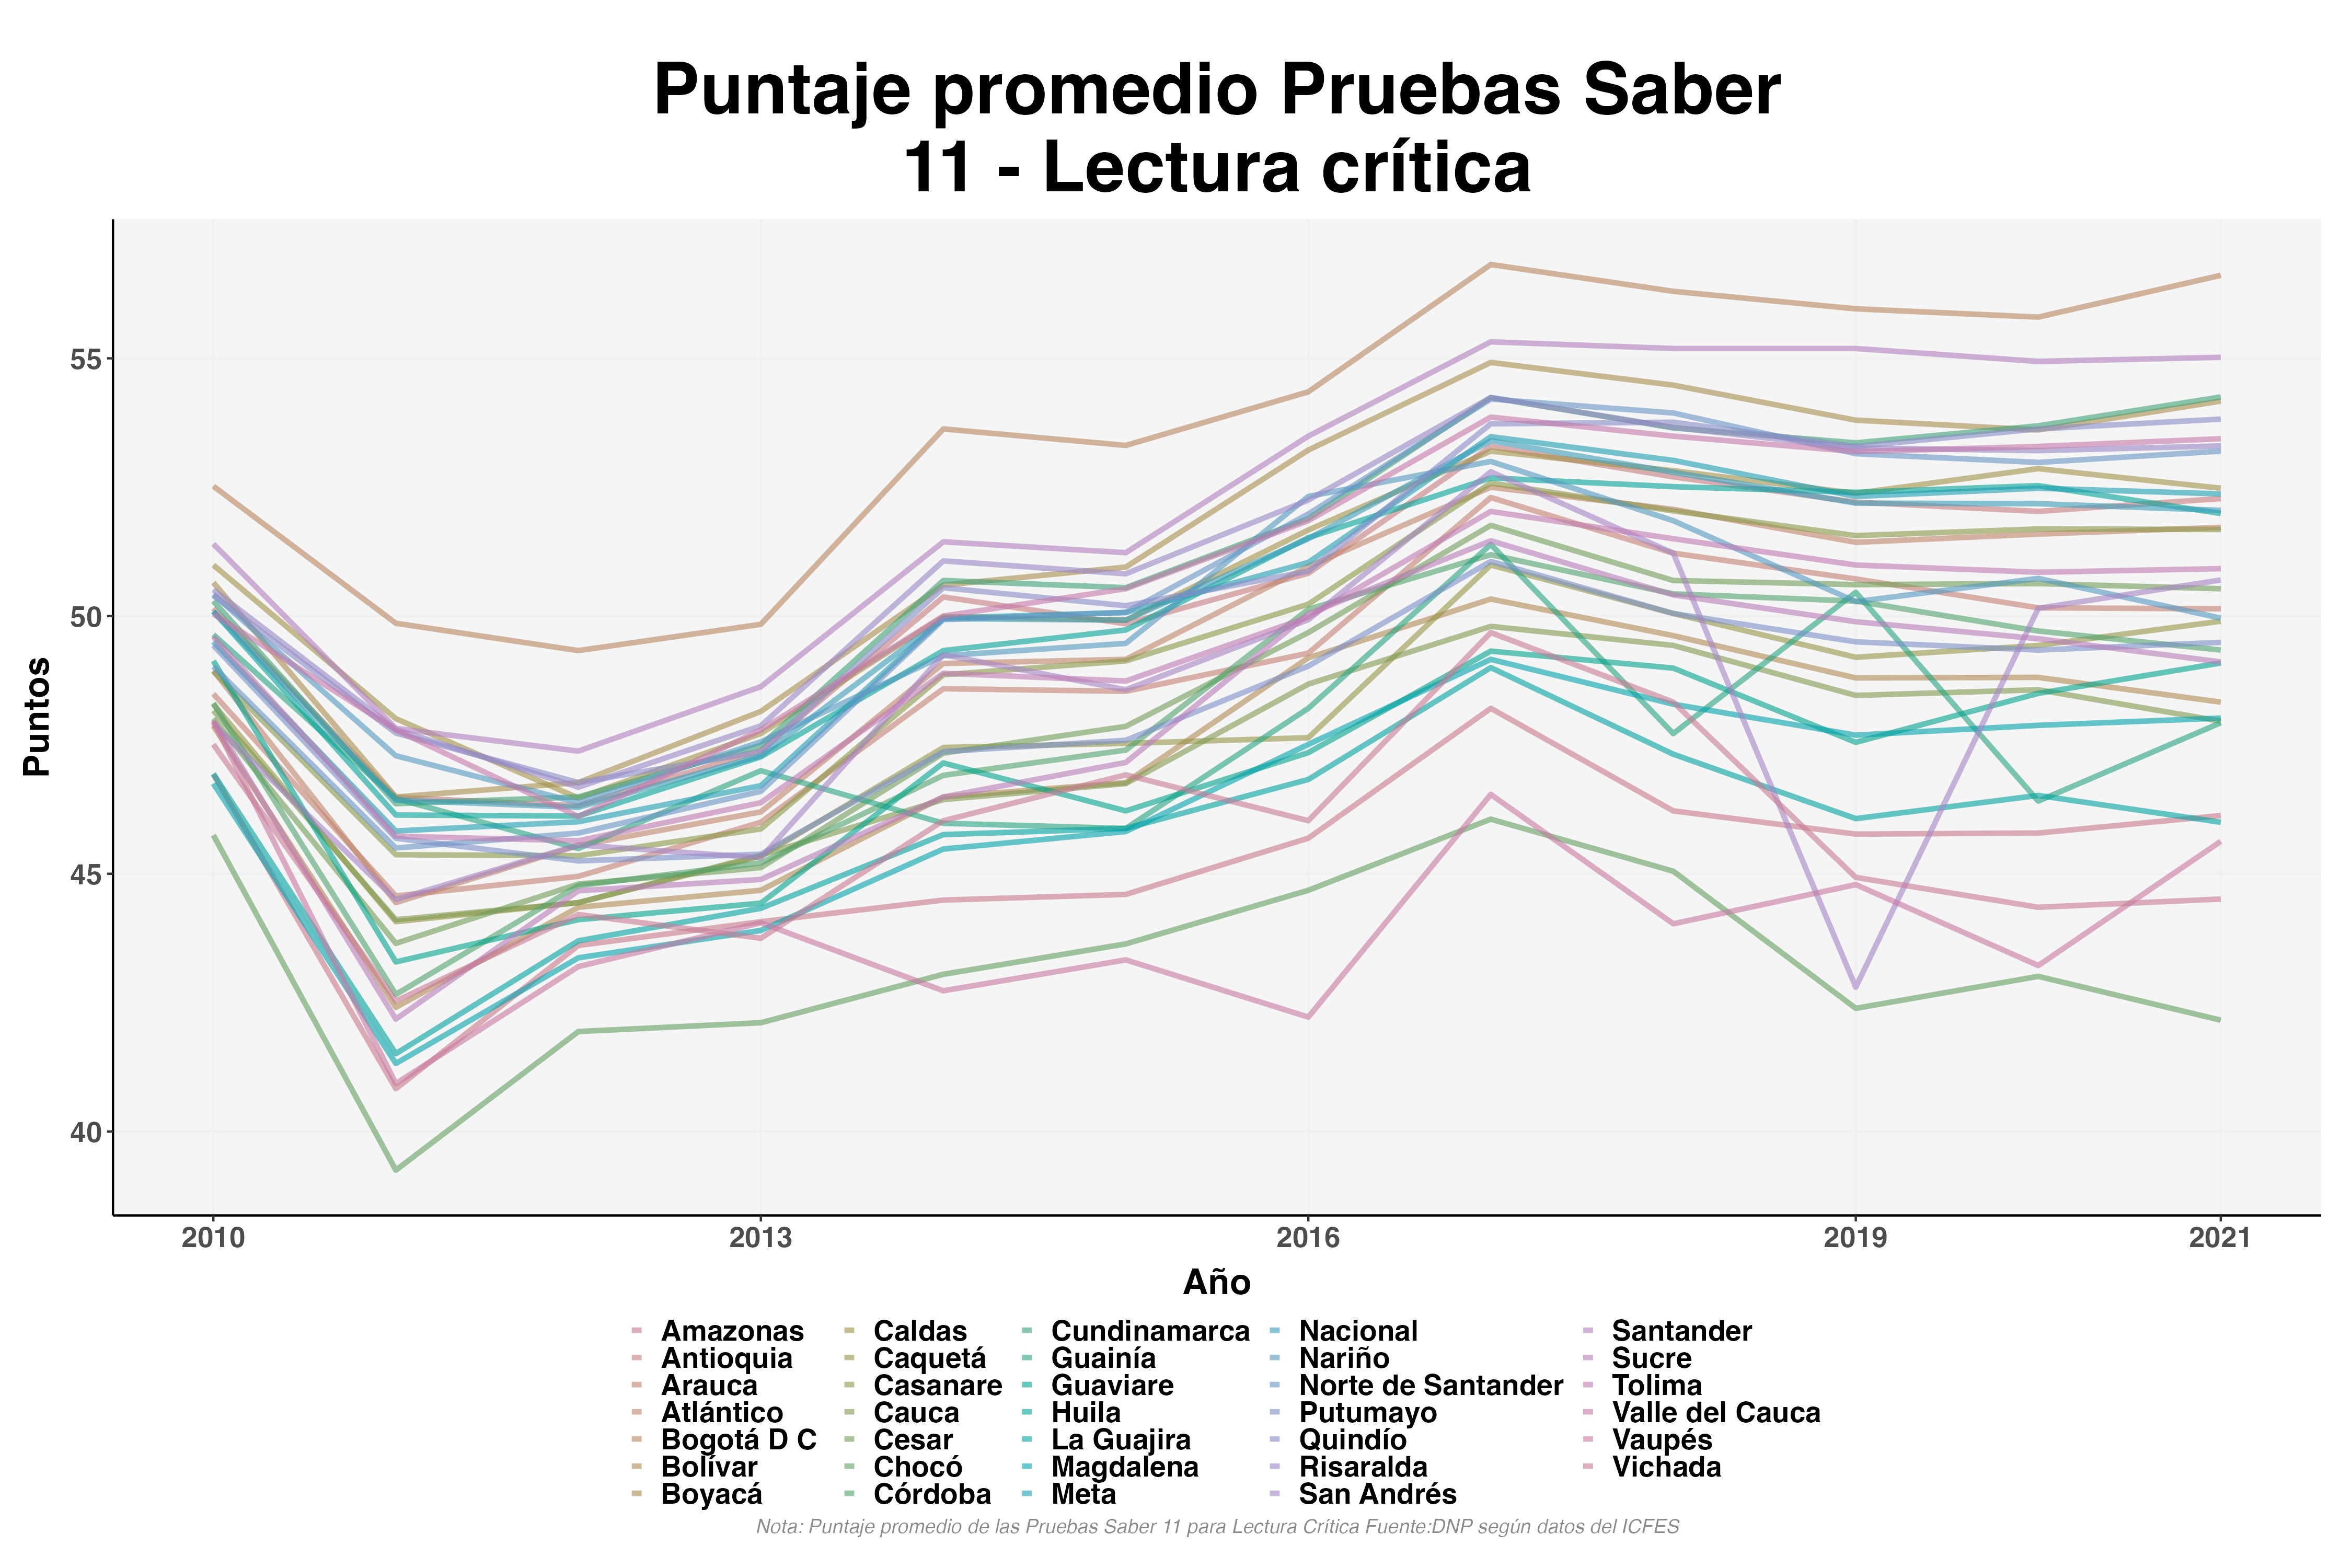 Puntaje promedio Pruebas Saber
11 - Lectura crítica
Puntos
55
50
45
40
2010 2013 2016 2019 2021
Año
Amazonas Caldas Cundinamarca Nacional Santander
Antioquia Caquetá Guainía Nariño Sucre
Arauca Casanare Guaviare Norte de Santander Tolima
Atlántico Cauca Huila Putumayo Valle del Cauca
Bogotá D C Cesar La Guajira Quindío Vaupés
Bolívar Chocó Magdalena Risaralda Vichada
Boyacá Córdoba Meta San Andrés
Nota: Puntaje promedio de las Pruebas Saber 11 para Lectura Crítica Fuente:DNP según datos del ICFES